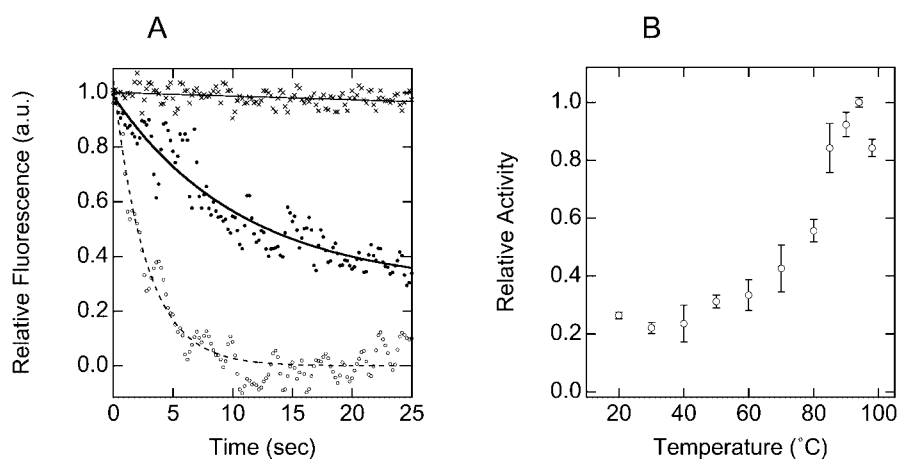 A
Relative Fluorescence (a.u.)
1.0
0.8
0.6
0.4
0.2
0.0
0 5 10 15 20 25
Time (sec)
B
Relative Activity
1.0
0.8
0.6
0.4
0.2
0.0
20 40 60 80 100
Temperature (˚C)